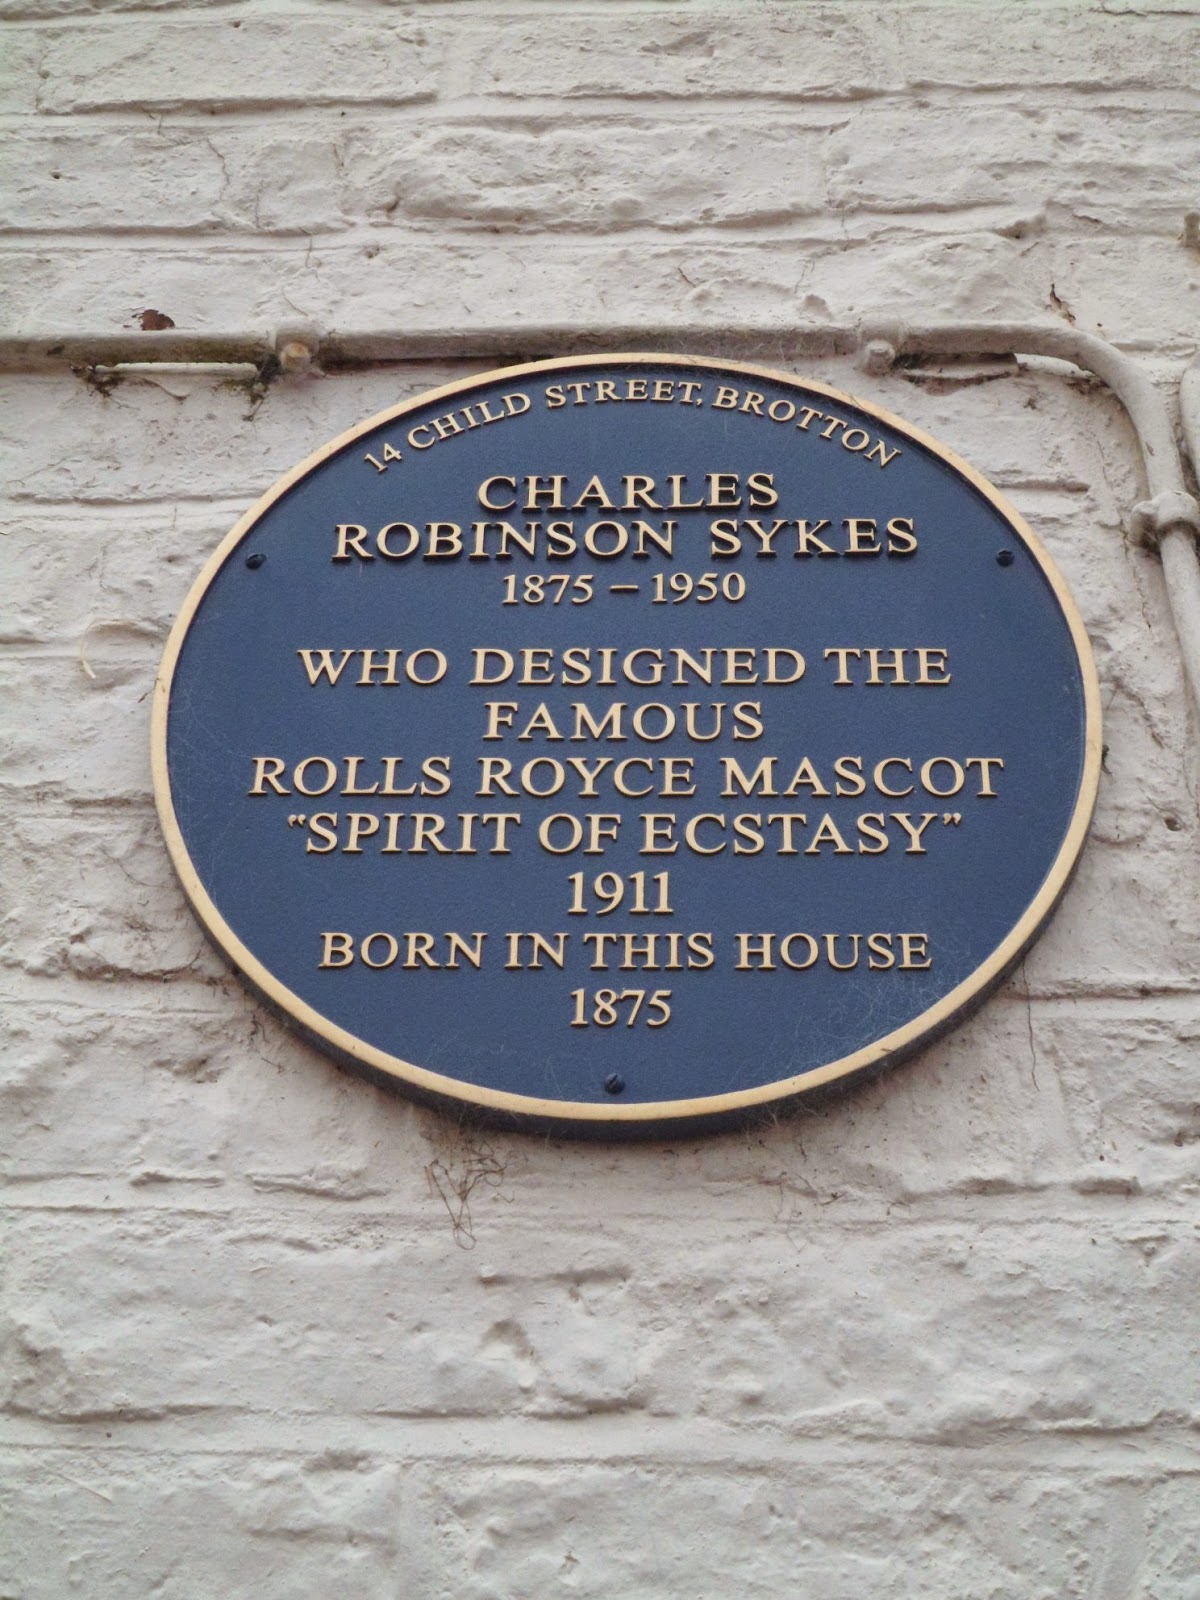 14 CHILD STREET, BROTTON
CHARLES
ROBINSON SYKES
1875 – 1950
WHO DESIGNED THE
FAMOUS
ROLLS ROYCE MASCOT
“SPIRIT OF ECSTASY”
1911
BORN IN THIS HOUSE
1875